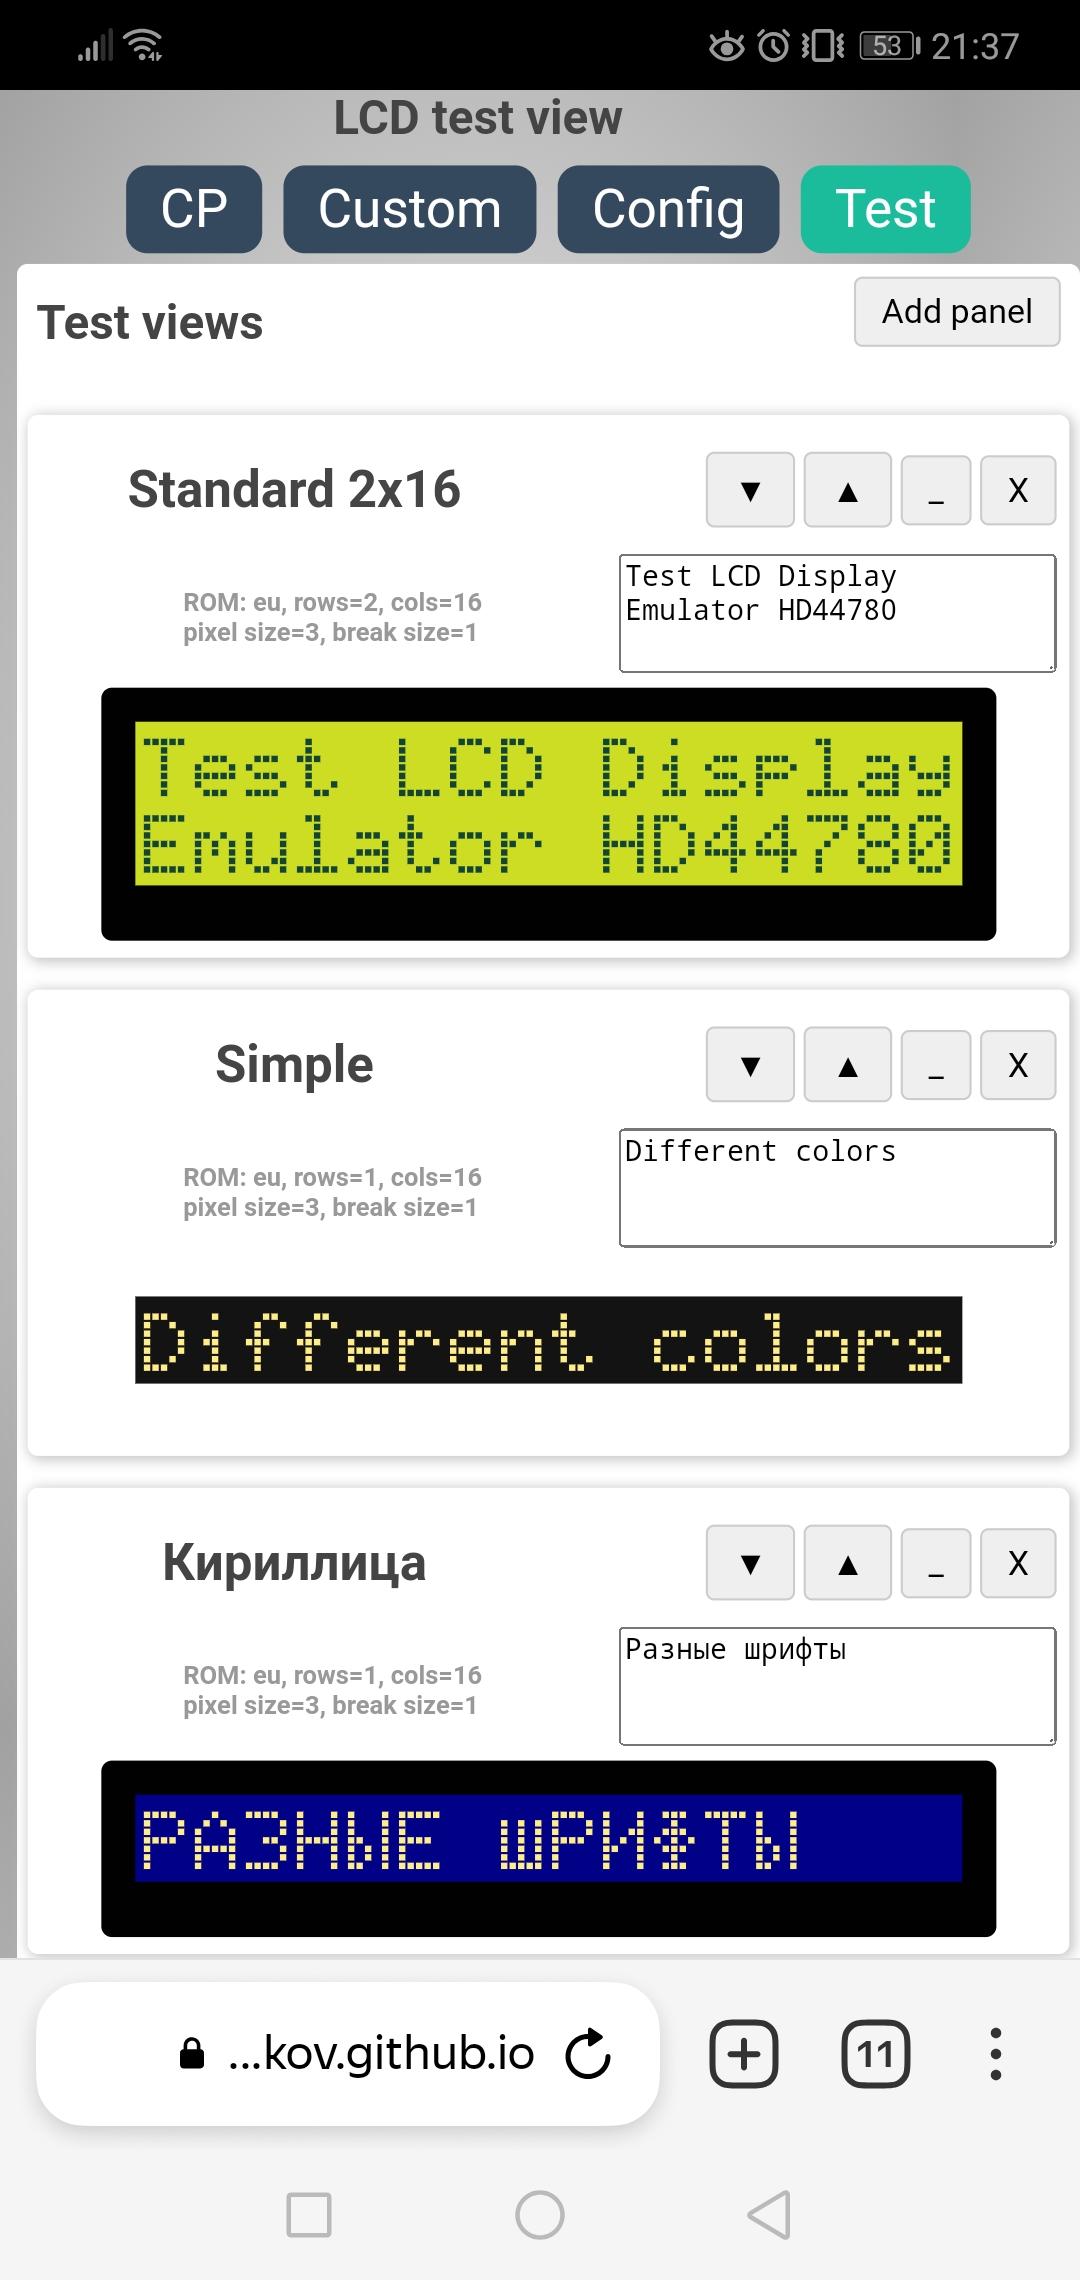 53 21:37
LCD test view
CP Custom Config Test
Test views
Add panel
Standard 2x16
▼ ▲ _ X
ROM: eu, rows=2, cols=16
pixel size=3, break size=1
Test LCD Display
Emulator HD44780
Test LCD Display
Emulator HD44780
Simple
▼ ▲ _ X
ROM: eu, rows=1, cols=16
pixel size=3, break size=1
Different colors
Different colors
Кириллица
▼ ▲ _ X
ROM: eu, rows=1, cols=16
pixel size=3, break size=1
Разные шрифты
РАЗНЫЕ шРИФТЫ
...kov.github.io
11